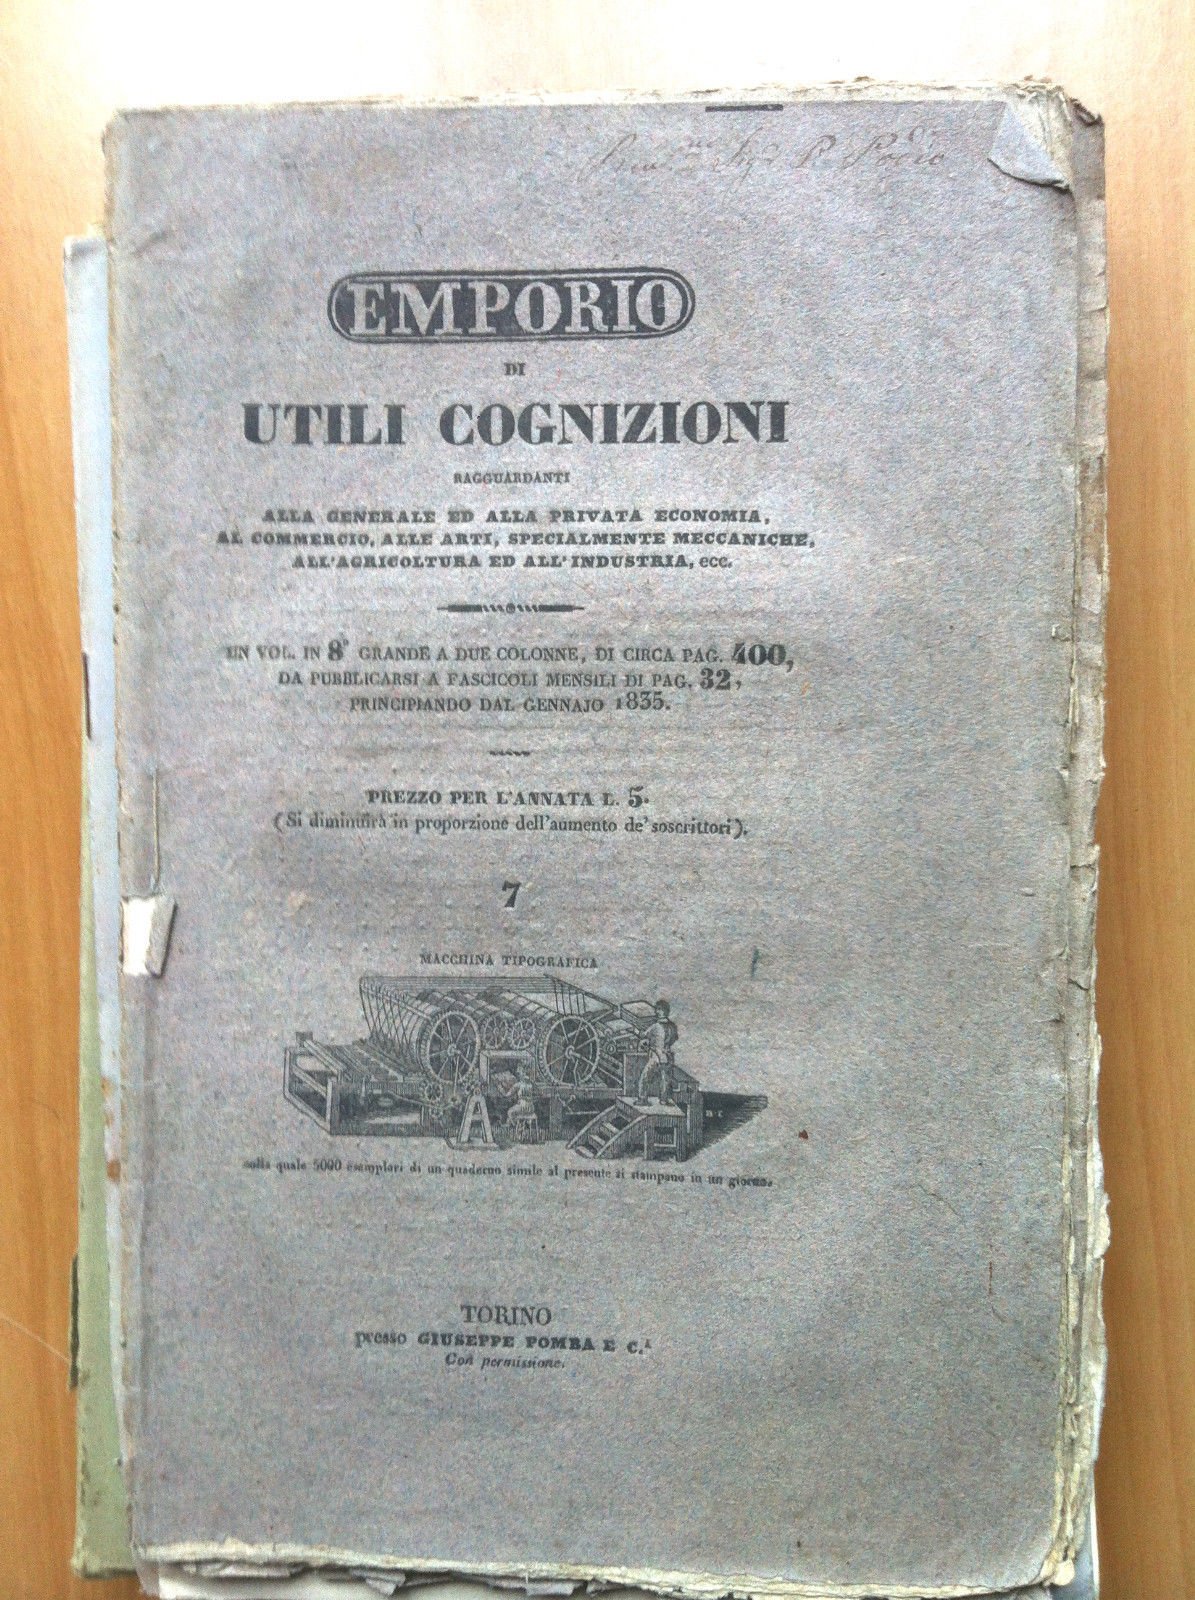 EMPORIO
DI
UTILI COGNIZIONI
RAGGUARDANTI
ALLA GENERALE ED ALLA PRIVATA ECONOMIA,
AL COMMERCIO, ALLE ARTI, SPECIALMENTE MECCANICHE,
ALL'AGRICOLTURA ED ALL'INDUSTRIA, ecc.
UN VOL. IN 8° GRANDE A DUE COLONNE, DI CIRCA PAG. 400,
DA PUBBLICARSI A FASCICOLI MENSILI DI PAG. 32,
PRINCIPIANDO DAL GENNAJO 1835.
PREZZO PER L'ANNATA L. 5.
(Si diminuirà in proporzione dell'aumento de' soscrittori).
7
MACCHINA TIPOGRAFICA
sulla quale 5000 esemplari di un quaderno simile al presente si stampano in un giorno.
TORINO
presso GIUSEPPE POMBA E C.ᴬ
Con permissione.